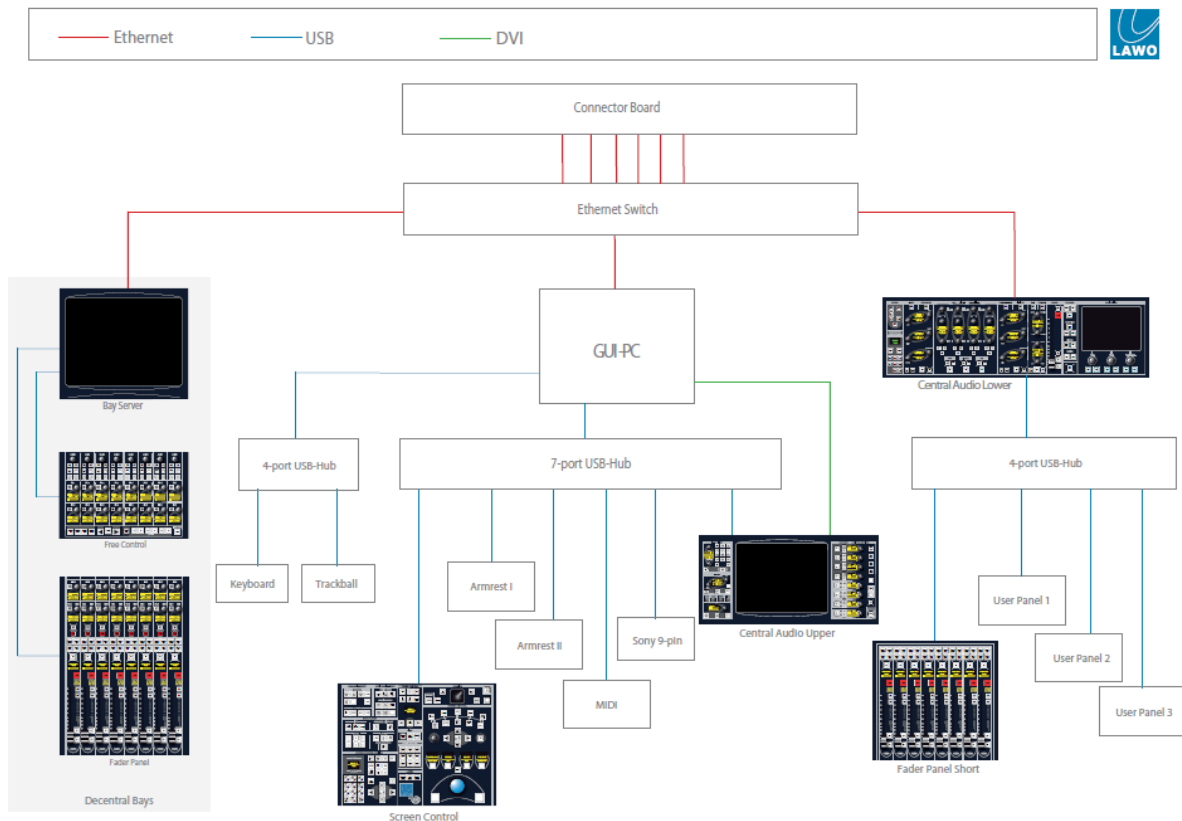 Ethernet
USB
DVI
LAWO
Connector Board
Ethernet Switch
GUI-PC
Bay Server
Central Audio Lower
4-port USB-Hub
7-port USB-Hub
4-port USB-Hub
Free Control
Keyboard
Trackball
Armrest I
Armrest II
Sony 9-pin
MIDI
Central Audio Upper
User Panel 1
User Panel 2
User Panel 3
Fader Panel
Fader Panel Short
Decentral Bays
Screen Control